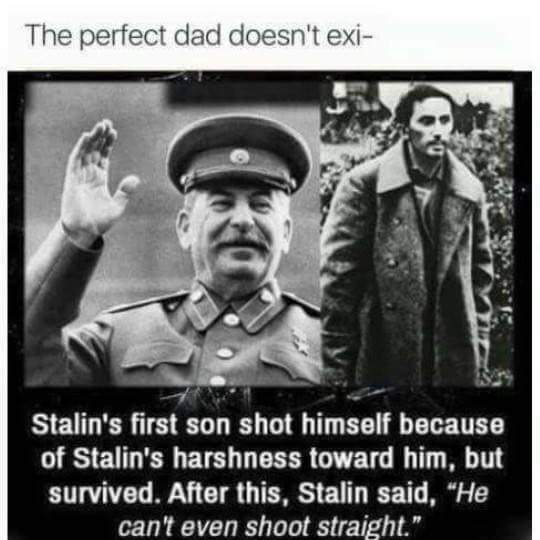 The perfect dad doesn't exi-
Stalin's first son shot himself because
of Stalin's harshness toward him, but
survived. After this, Stalin said, “He
can't even shoot straight.”